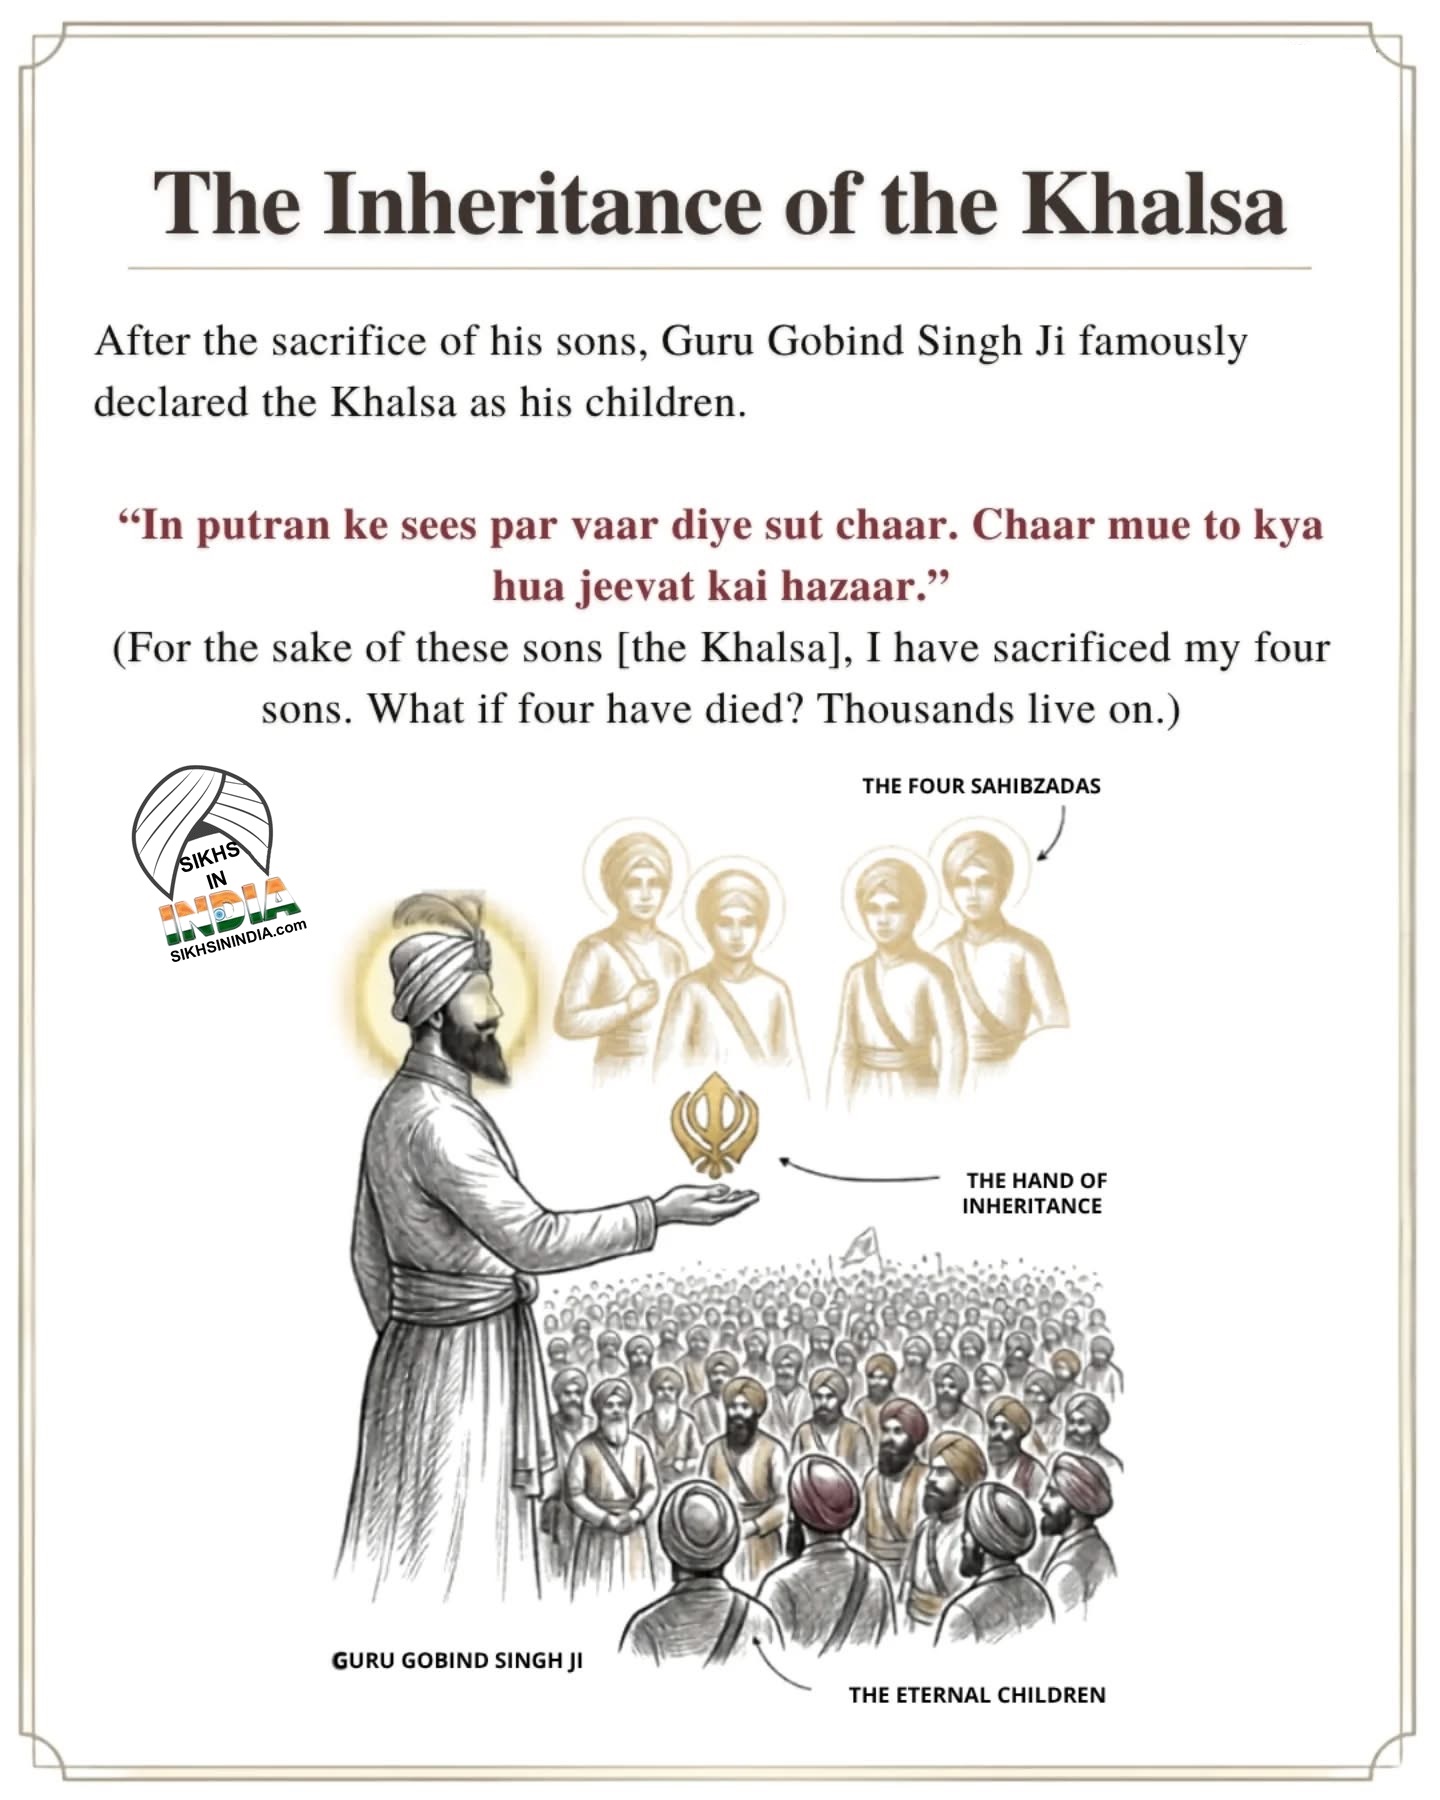 The Inheritance of the Khalsa
After the sacrifice of his sons, Guru Gobind Singh Ji famously
declared the Khalsa as his children.
“In putran ke sees par vaar diye sut chaar. Chaar mue to kya
hua jeevat kai hazaar.”
(For the sake of these sons [the Khalsa], I have sacrificed my four
sons. What if four have died? Thousands live on.)
THE FOUR SAHIBZADAS
SIKHS
IN
INDIA
SIKHSININDIA.com
THE HAND OF
INHERITANCE
GURU GOBIND SINGH JI
THE ETERNAL CHILDREN